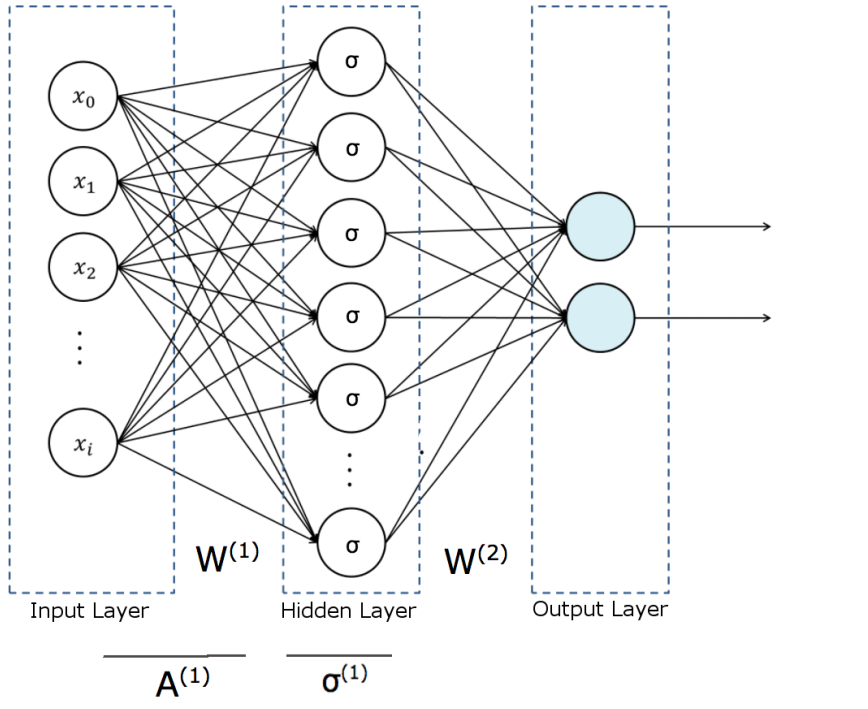 x₀
x₁
x₂
⋮
xᵢ
σ
σ
σ
σ
σ
⋮
σ
W⁽¹⁾
W⁽²⁾
Input Layer
Hidden Layer
Output Layer
A⁽¹⁾
σ⁽¹⁾